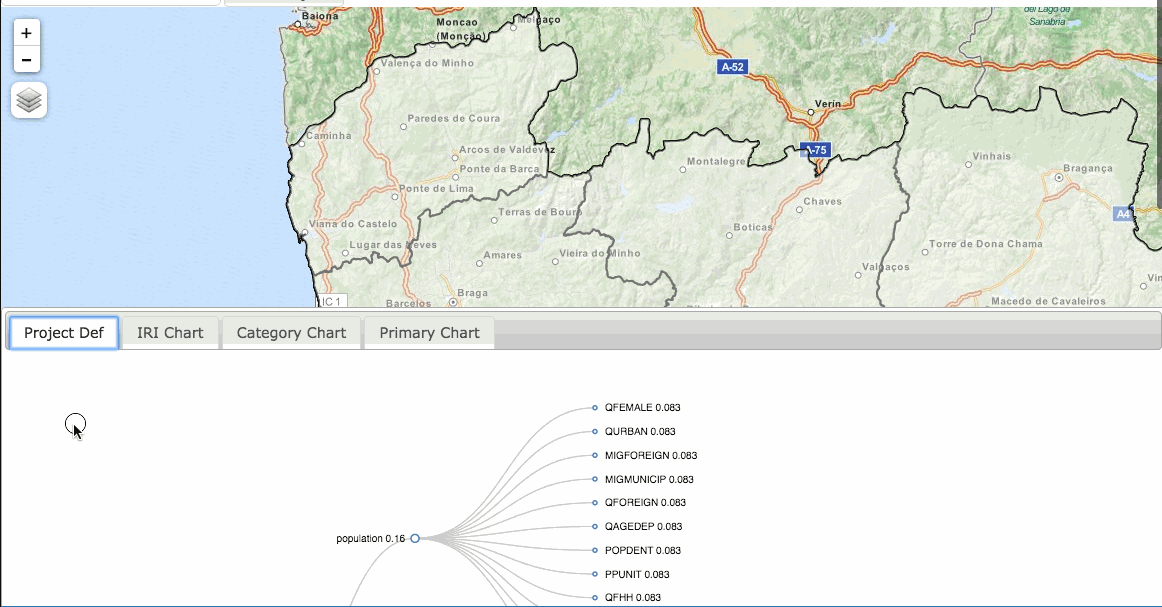 Baiona
Moncao
(Monção)
Melgaço
del Lago de
Sanabria
+
−
A-52
Valença do Minho
Verín
Paredes de Coura
Caminha
Arcos de Valdevez
A-75
Montalegre
Vinhais
Bragança
Ponte da Barca
Ponte de Lima
Chaves
A4
Terras de Bouro
Viana do Castelo
Boticas
Lugar das Neves
Torre de Dona Chama
Amares
Vieira do Minho
Valpaços
Vin
Braga
IC 1
Barcelos
Macedo de Cavaleiros
Project Def
IRI Chart
Category Chart
Primary Chart
QFEMALE 0.083
QURBAN 0.083
MIGFOREIGN 0.083
MIGMUNICIP 0.083
QFOREIGN 0.083
QAGEDEP 0.083
population 0.16
POPDENT 0.083
PPUNIT 0.083
QFHH 0.083